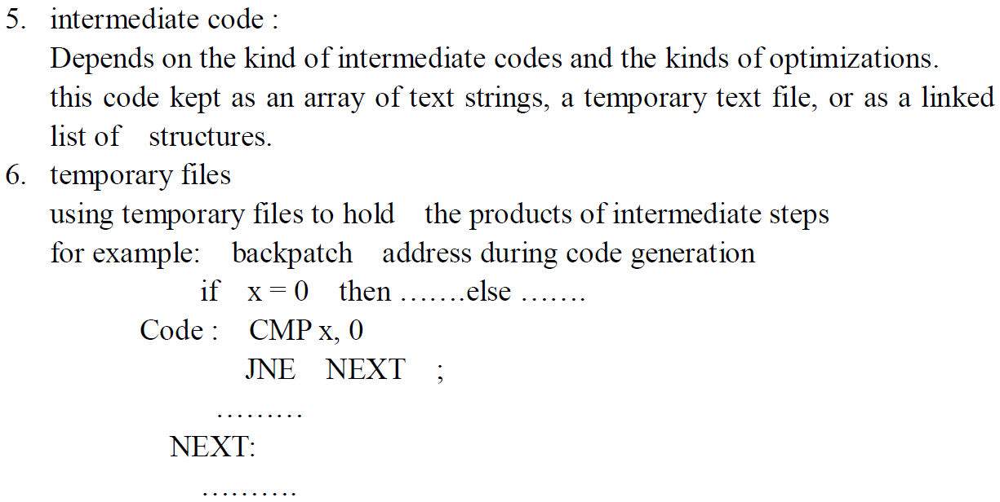 5. intermediate code :
Depends on the kind of intermediate codes and the kinds of optimizations.
this code kept as an array of text strings, a temporary text file, or as a linked
list of structures.
6. temporary files
using temporary files to hold the products of intermediate steps
for example: backpatch address during code generation
if x = 0 then …….else …….
Code : CMP x, 0
JNE NEXT ;
………
NEXT:
……….